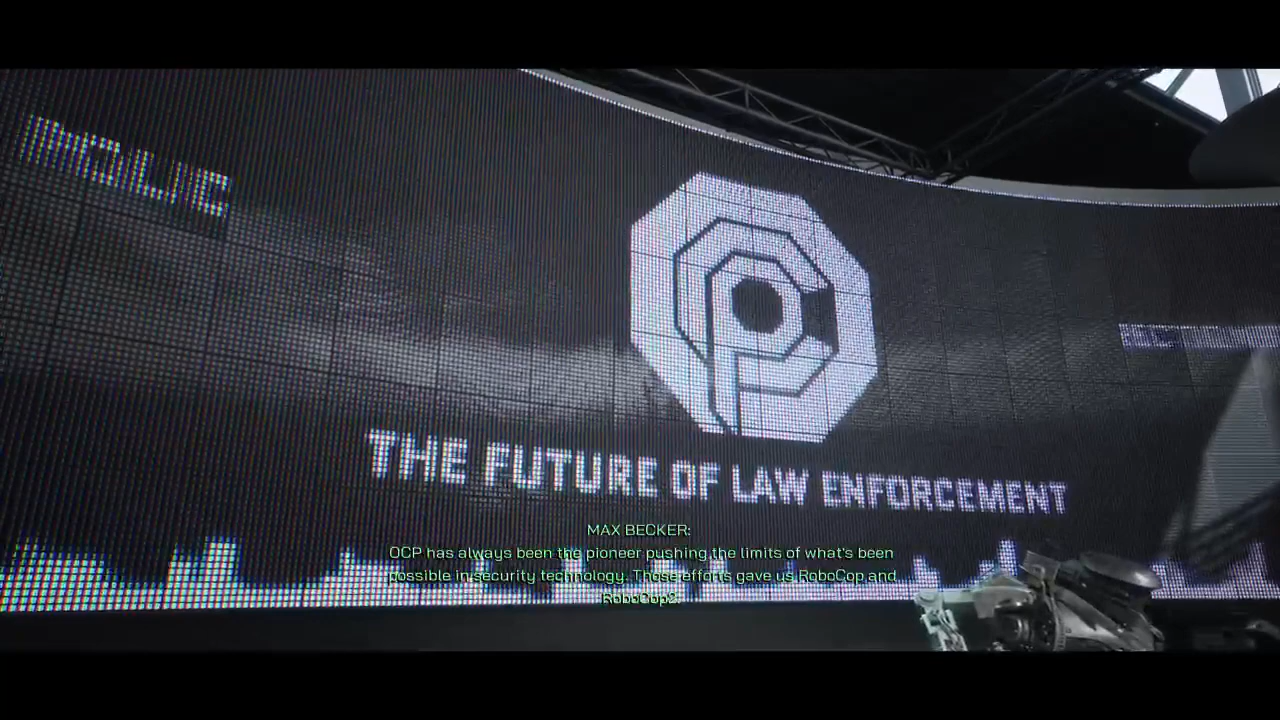 THE FUTURE OF LAW ENFORCEMENT
MAX BECKER:
OCP has always been the pioneer pushing the limits of what's been
possible in security technology. Those efforts gave us RoboCop and
RoboCop2.